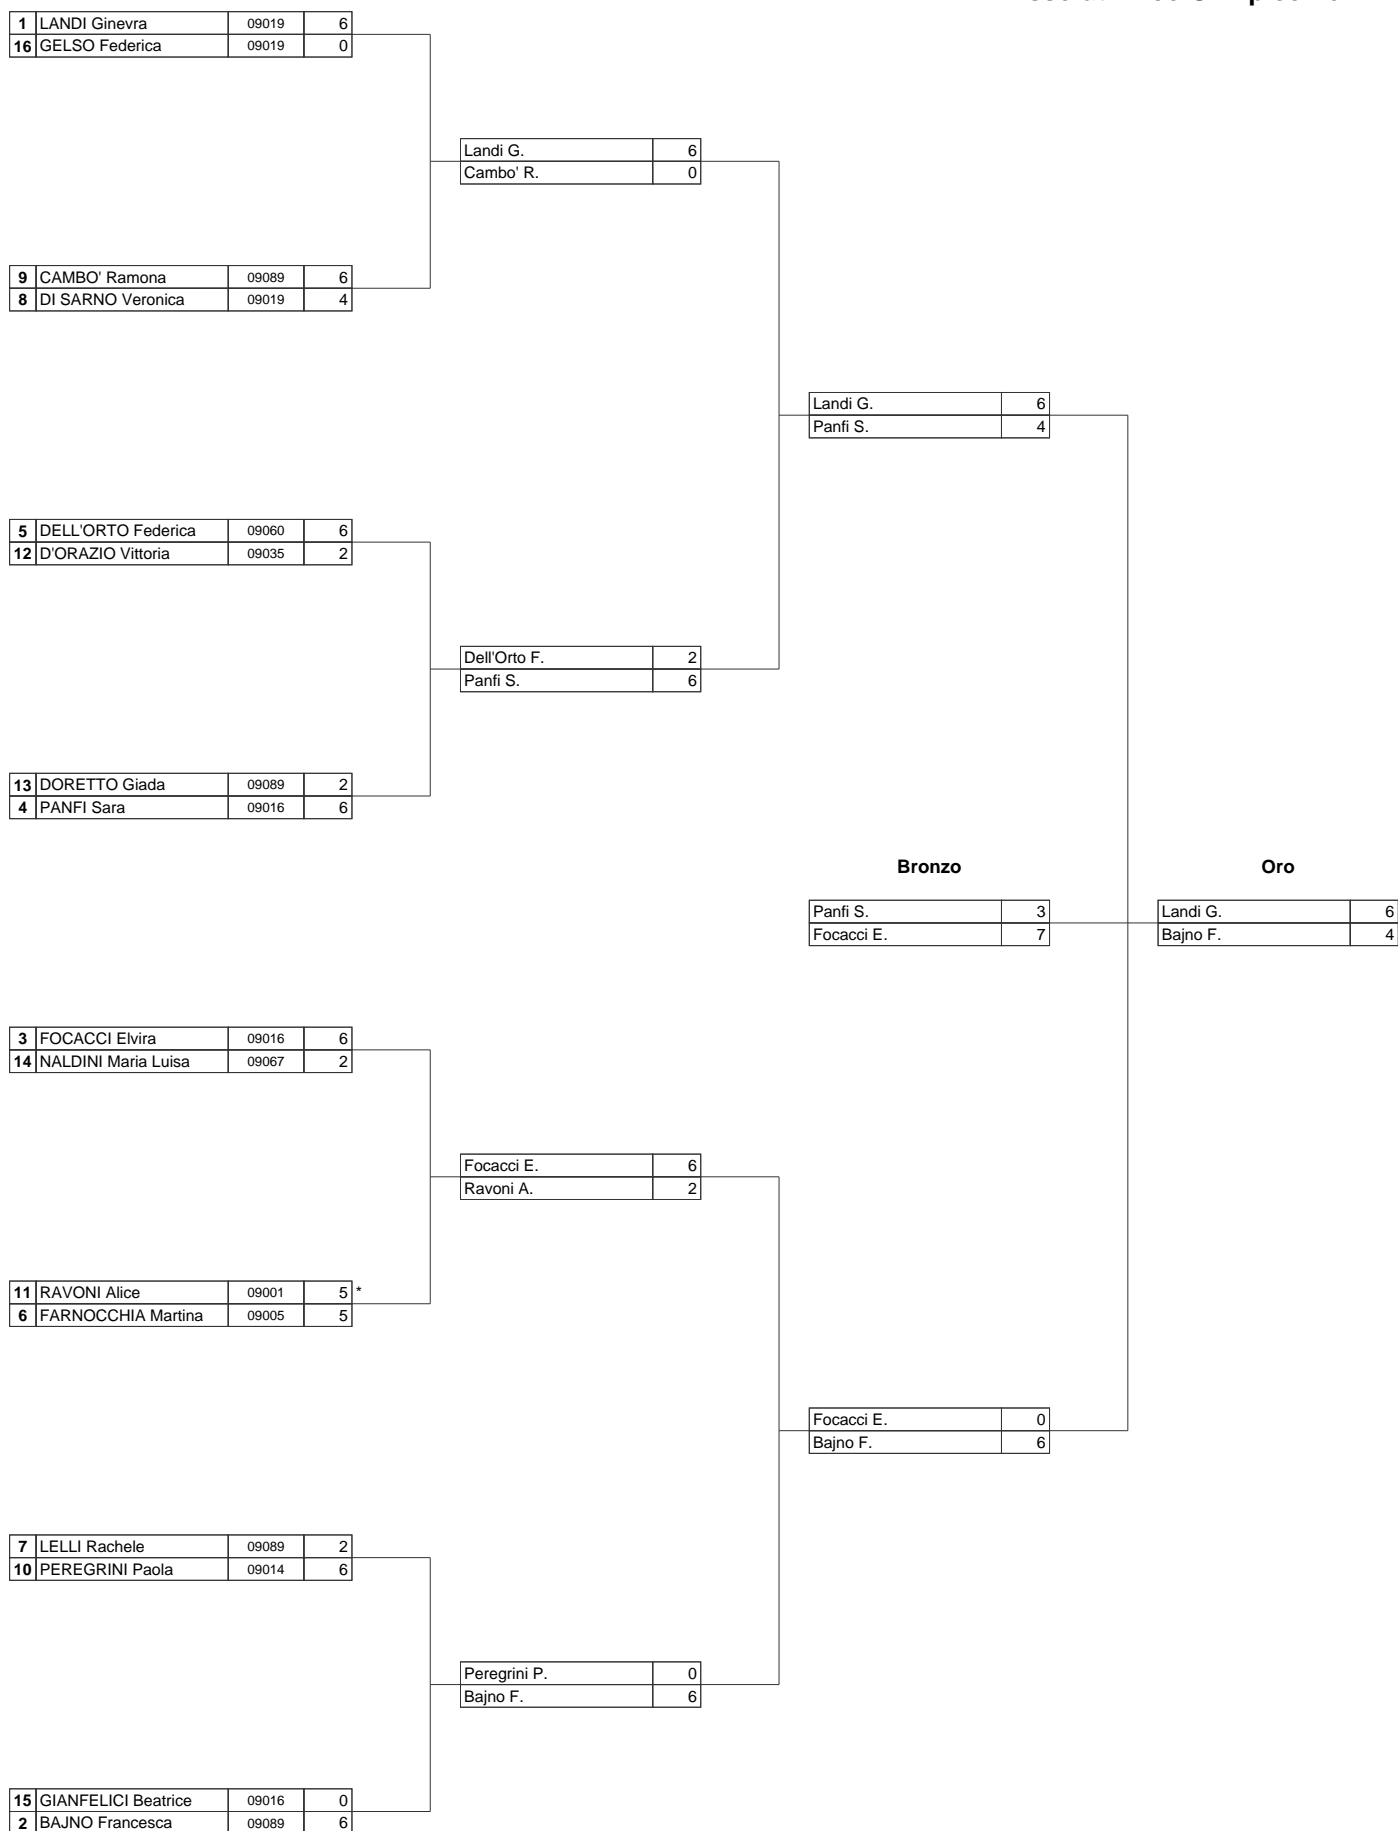 1 LANDI Ginevra 09019 6
16 GELSO Federica 09019 0
Landi G. 6
Cambo' R. 0
9 CAMBO' Ramona 09089 6
8 DI SARNO Veronica 09019 4
Landi G. 6
Panfi S. 4
5 DELL'ORTO Federica 09060 6
12 D'ORAZIO Vittoria 09035 2
Dell'Orto F. 2
Panfi S. 6
13 DORETTO Giada 09089 2
4 PANFI Sara 09016 6
Bronzo Oro
Panfi S. 3 Landi G. 6
Focacci E. 7 Bajno F. 4
3 FOCACCI Elvira 09016 6
14 NALDINI Maria Luisa 09067 2
Focacci E. 6
Ravoni A. 2
11 RAVONI Alice 09001 5 *
6 FARNOCCHIA Martina 09005 5
Focacci E. 0
Bajno F. 6
7 LELLI Rachele 09089 2
10 PEREGRINI Paola 09014 6
Peregrini P. 0
Bajno F. 6
15 GIANFELICI Beatrice 09016 0
2 BAJNO Francesca 09089 6